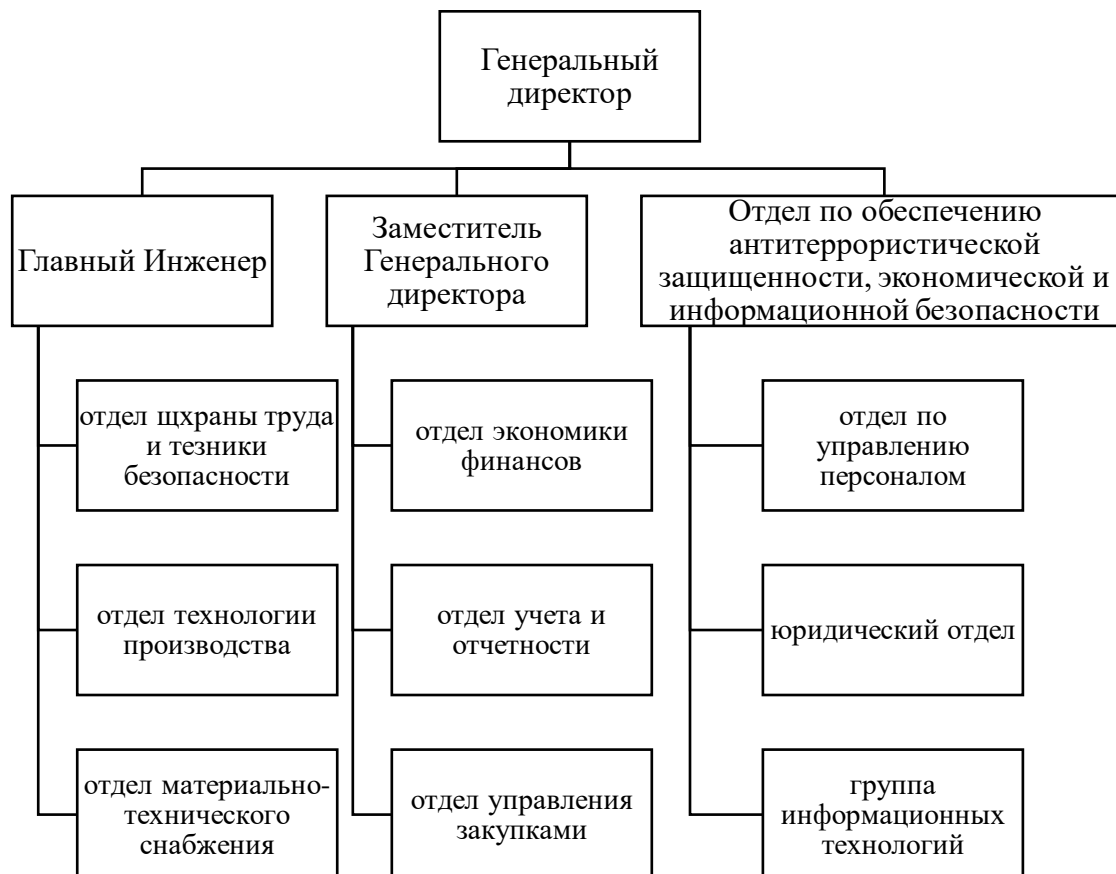 Генеральный
директор
Главный Инженер
Заместитель
Генерального
директора
Отдел по обеспечению
антитеррористической
защищенности, экономической и
информационной безопасности
отдел щхраны труда
и тезники
безопасности
отдел экономики
финансов
отдел по
управлению
персоналом
отдел технологии
производства
отдел учета и
отчетности
юридический отдел
отдел материально-
технического
снабжения
отдел управления
закупками
группа
информационных
технологий